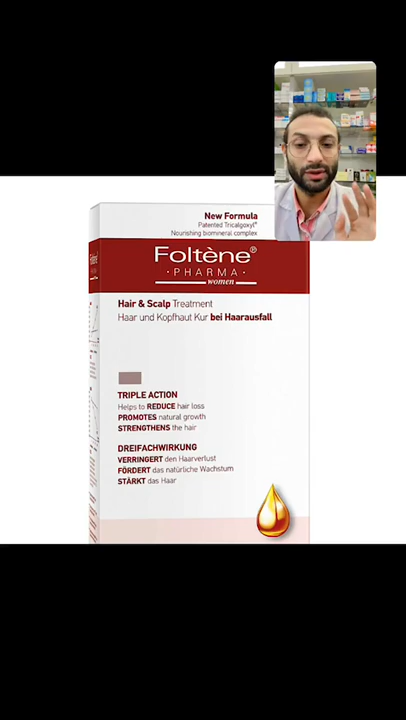 New Formula
Patented Tricalgoxyl®
Nourishing biomineral complex
Foltène®
· PHARMA ·
women
Hair & Scalp Treatment
Haar und Kopfhaut Kur bei Haarausfall
TRIPLE ACTION
Helps to REDUCE hair loss
PROMOTES natural growth
STRENGTHENS the hair
DREIFACHWIRKUNG
VERRINGERT den Haarverlust
FÖRDERT das natürliche Wachstum
STÄRKT das Haar